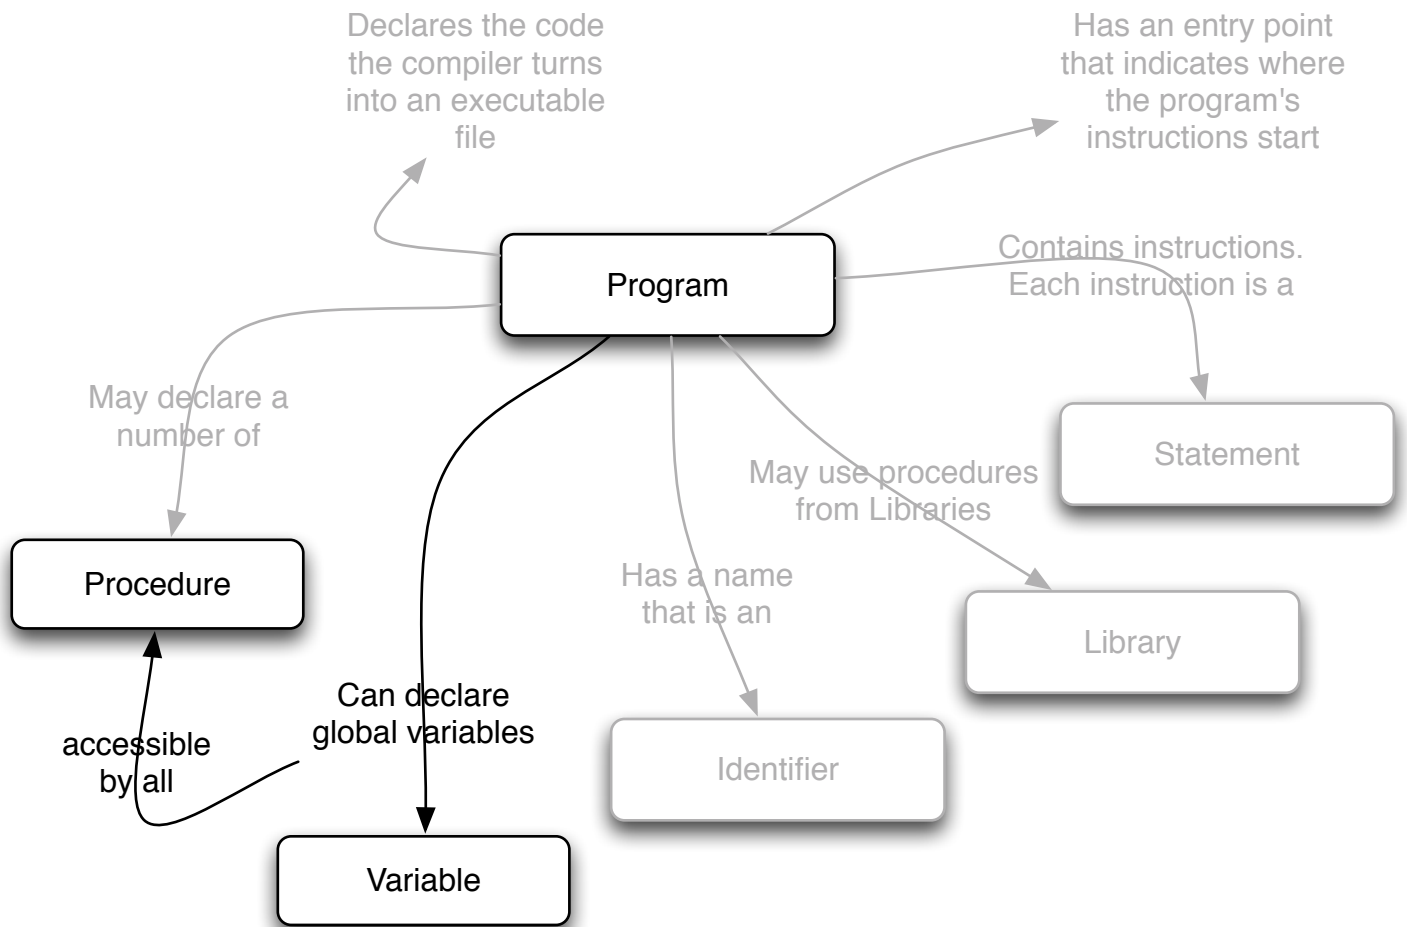 Declares the code
the compiler turns
into an executable
file
Has an entry point
that indicates where
the program's
instructions start
Program
Contains instructions.
Each instruction is a
May declare a
number of
Statement
May use procedures
from Libraries
Procedure
Has a name
that is an
Library
Can declare
global variables
accessible
by all
Identifier
Variable